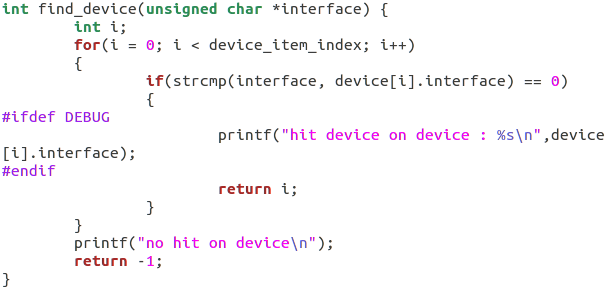 int find_device(unsigned char *interface) {
        int i;
        for(i = 0; i < device_item_index; i++)
        {
                if(strcmp(interface, device[i].interface) == 0)
                {
#ifdef DEBUG
                        printf("hit device on device : %s\n",device
[i].interface);
#endif
                        return i;
                }
        }
        printf("no hit on device\n");
        return -1;
}